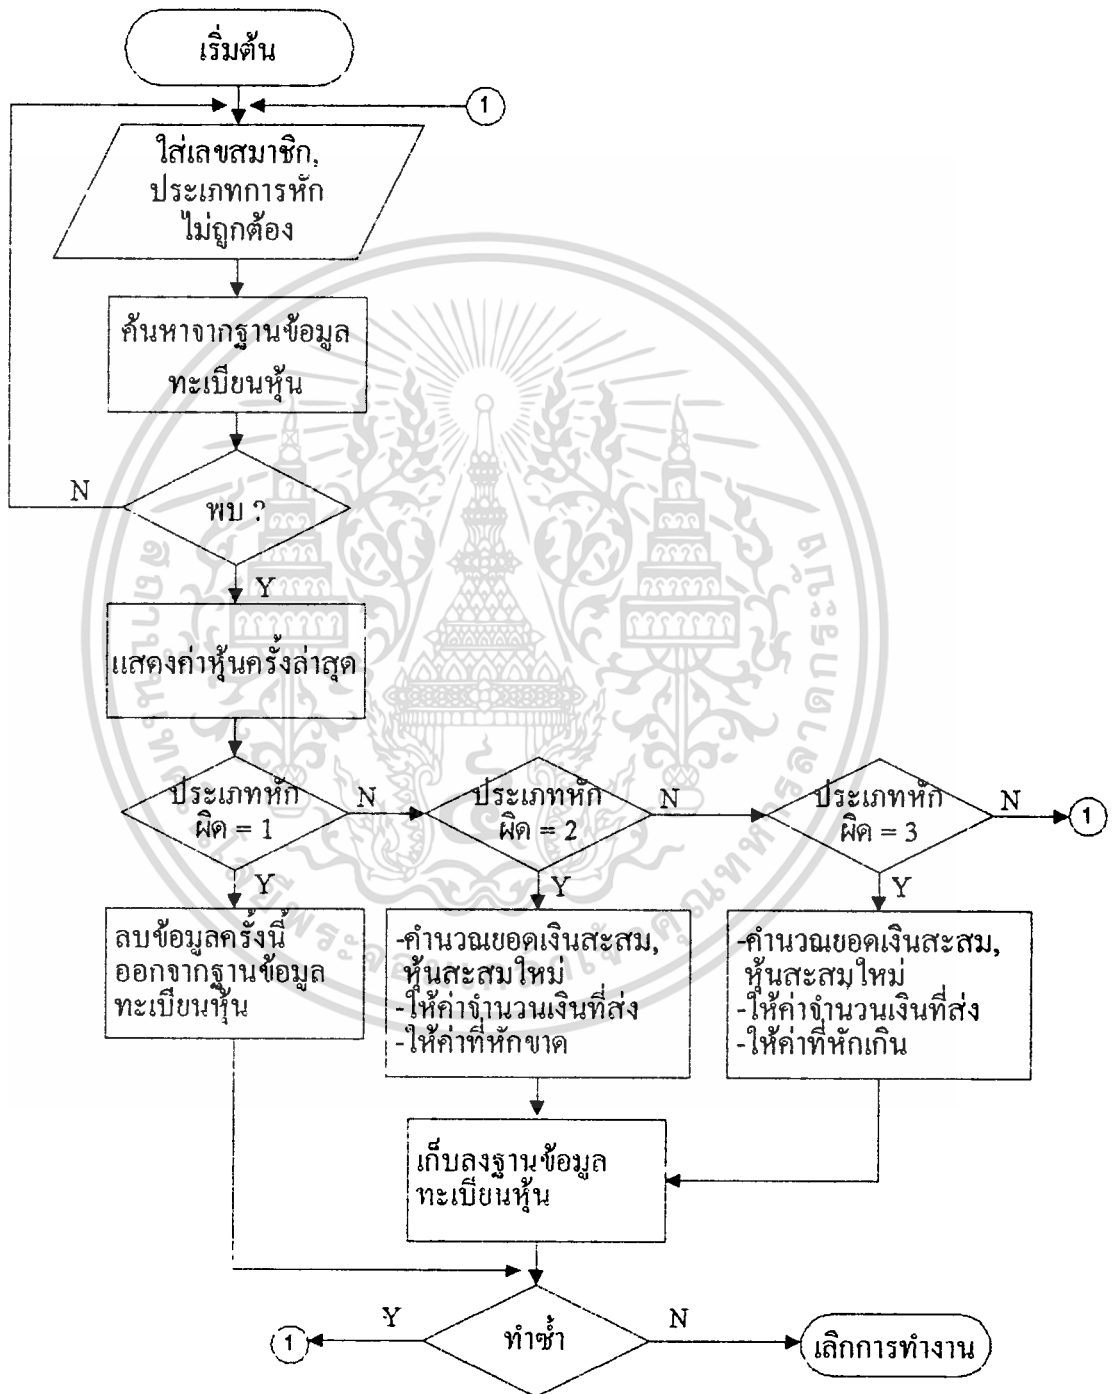 เริ่มต้น
1
ใส่เลขสมาชิก,
ประเภทการหัก
ไม่ถูกต้อง
ค้นหาจากฐานข้อมูล
ทะเบียนหุ้น
N
พบ ?
Y
แสดงค่าหุ้นครั้งล่าสุด
ประเภทหัก
ผิด = 1
N
ประเภทหัก
ผิด = 2
N
ประเภทหัก
ผิด = 3
N
1
Y
Y
Y
ลบข้อมูลครั้งนี้
ออกจากฐานข้อมูล
ทะเบียนหุ้น
-คำนวณยอดเงินสะสม,
หุ้นสะสมใหม่
-ให้ค่าจำนวนเงินที่ส่ง
-ให้ค่าที่หักขาด
-คำนวณยอดเงินสะสม,
หุ้นสะสมใหม่
-ให้ค่าจำนวนเงินที่ส่ง
-ให้ค่าที่หักเกิน
เก็บลงฐานข้อมูล
ทะเบียนหุ้น
Y
ทำซ้ำ
N
1
เลิกการทำงาน